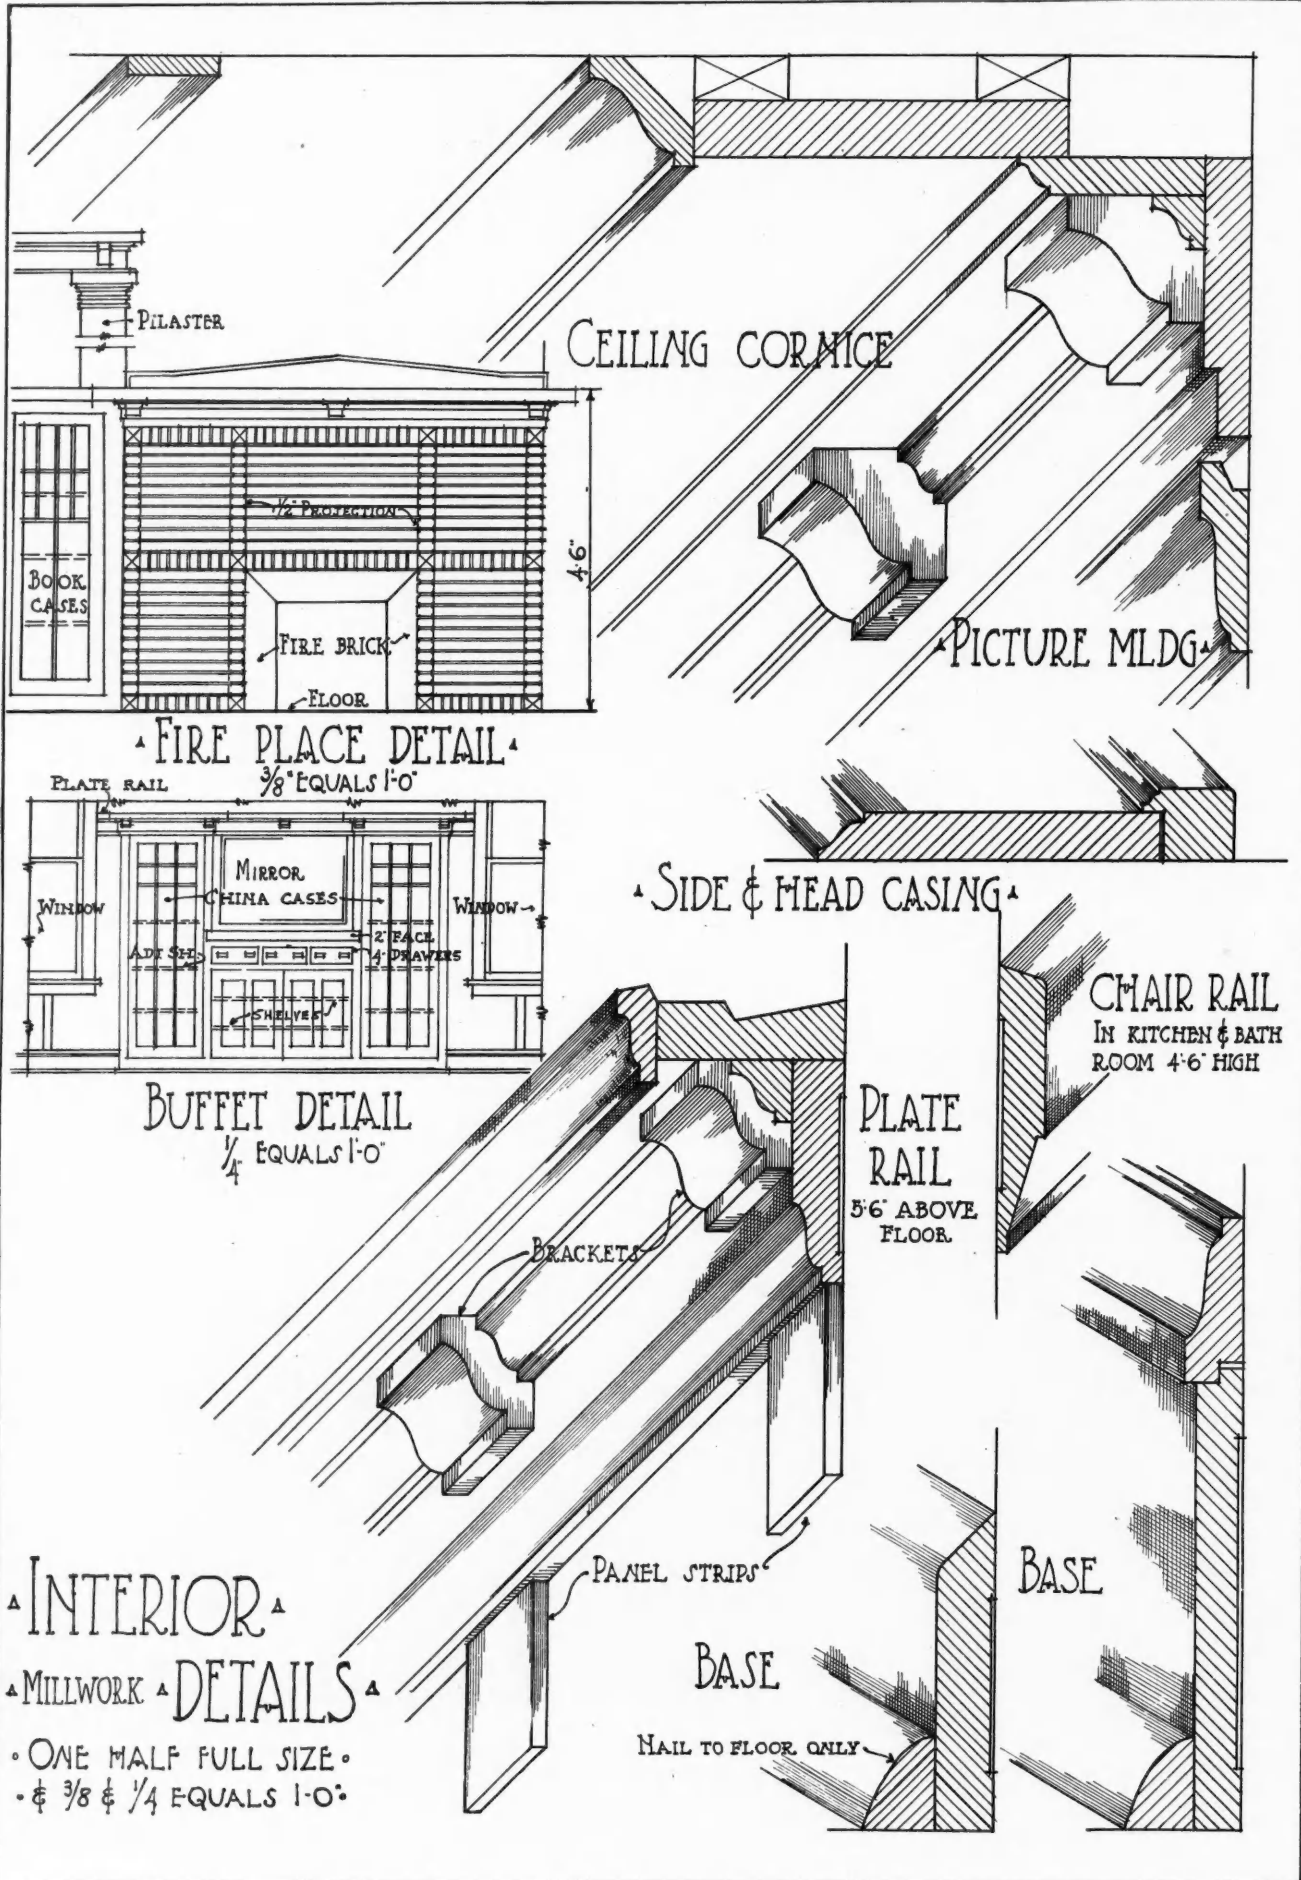 PILASTER
CEILING CORNICE
½" PROJECTION
4'-6"
BOOK
CASES
FIRE BRICK
FLOOR
PICTURE MLDG
FIRE PLACE DETAIL
3/8" EQUALS 1'-0"
PLATE RAIL
MIRROR
CHINA CASES
WINDOW
WINDOW
2" FACE
ADJ SH.
4" DRAWERS
SHELVES
SIDE & HEAD CASING
CHAIR RAIL
IN KITCHEN & BATH
ROOM 4'-6" HIGH
BUFFET DETAIL
1/4" EQUALS 1'-0"
PLATE
RAIL
5'6" ABOVE
FLOOR
BRACKETS
PANEL STRIPS
BASE
BASE
NAIL TO FLOOR ONLY
INTERIOR
MILLWORK DETAILS
ONE HALF FULL SIZE
& 3/8 & 1/4 EQUALS 1'-0"